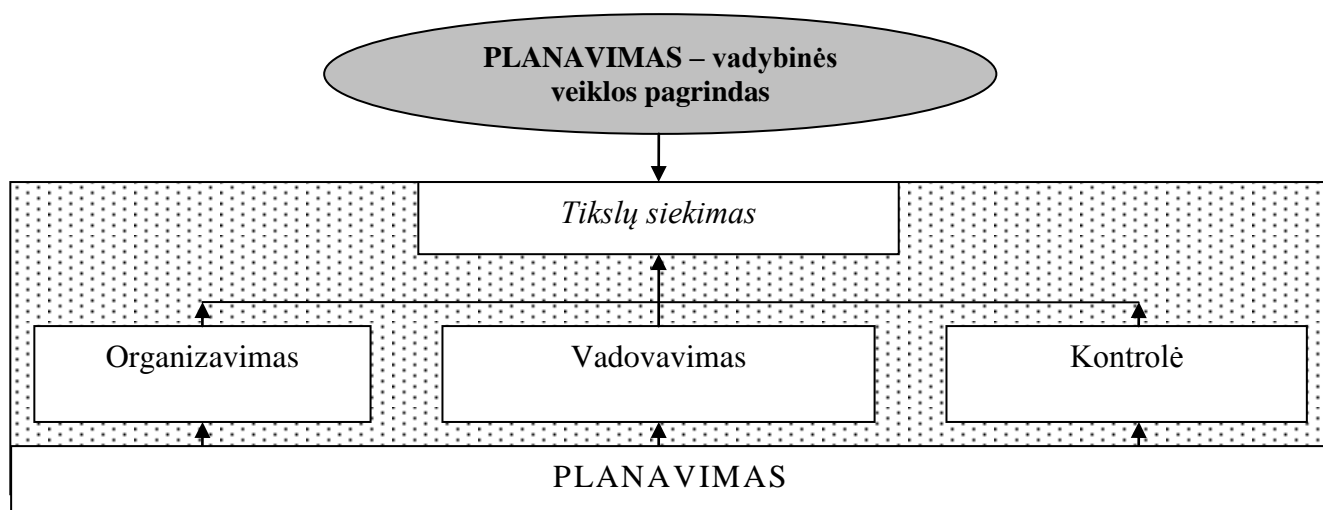 PLANAVIMAS – vadybinės
veiklos pagrindas
Tikslų siekimas
Organizavimas
Vadovavimas
Kontrolė
PLANAVIMAS